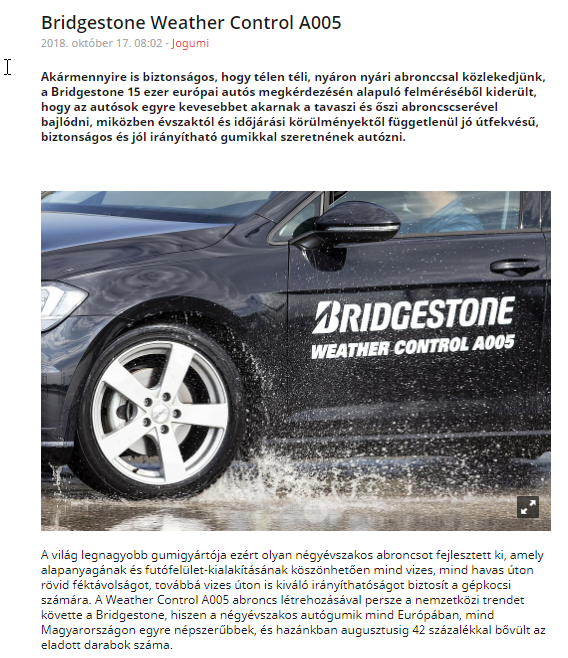 Bridgestone Weather Control A005
2018. október 17. 08:02 - Jogumi
Akármennyire is biztonságos, hogy télen téli, nyáron nyári abronccsal közlekedjünk,
a Bridgestone 15 ezer európai autós megkérdezésén alapuló felméréséből kiderült,
hogy az autósok egyre kevesebbet akarnak a tavaszi és őszi abroncscserével
bajlódni, miközben évszaktól és időjárási körülményektől függetlenül jó útfekvésű,
biztonságos és jól irányítható gumikkal szeretnének autózni.
BRIDGESTONE
WEATHER CONTROL A005
A világ legnagyobb gumigyártója ezért olyan négyévszakos abroncsot fejlesztett ki, amely
alapanyagának és futófelület-kialakításának köszönhetően mind vizes, mind havas úton
rövid féktávolságot, továbbá vizes úton is kiváló irányíthatóságot biztosít a gépkocsi
számára. A Weather Control A005 abroncs létrehozásával persze a nemzetközi trendet
követte a Bridgestone, hiszen a négyévszakos autógumik mind Európában, mind
Magyarországon egyre népszerűbbek, és hazánkban augusztusig 42 százalékkal bővült az
eladott darabok száma.